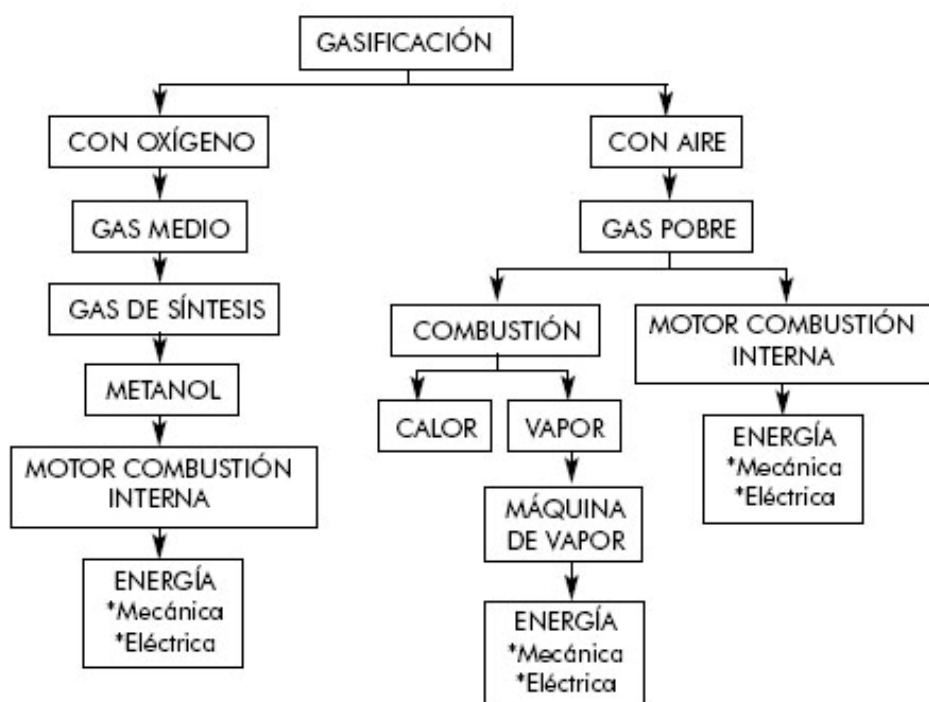 GASIFICACIÓN
CON OXÍGENO
CON AIRE
GAS MEDIO
GAS POBRE
GAS DE SÍNTESIS
COMBUSTIÓN
MOTOR COMBUSTIÓN
INTERNA
METANOL
CALOR
VAPOR
ENERGÍA
*Mecánica
*Eléctrica
MOTOR COMBUSTIÓN
INTERNA
MÁQUINA
DE VAPOR
ENERGÍA
*Mecánica
*Eléctrica
ENERGÍA
*Mecánica
*Eléctrica